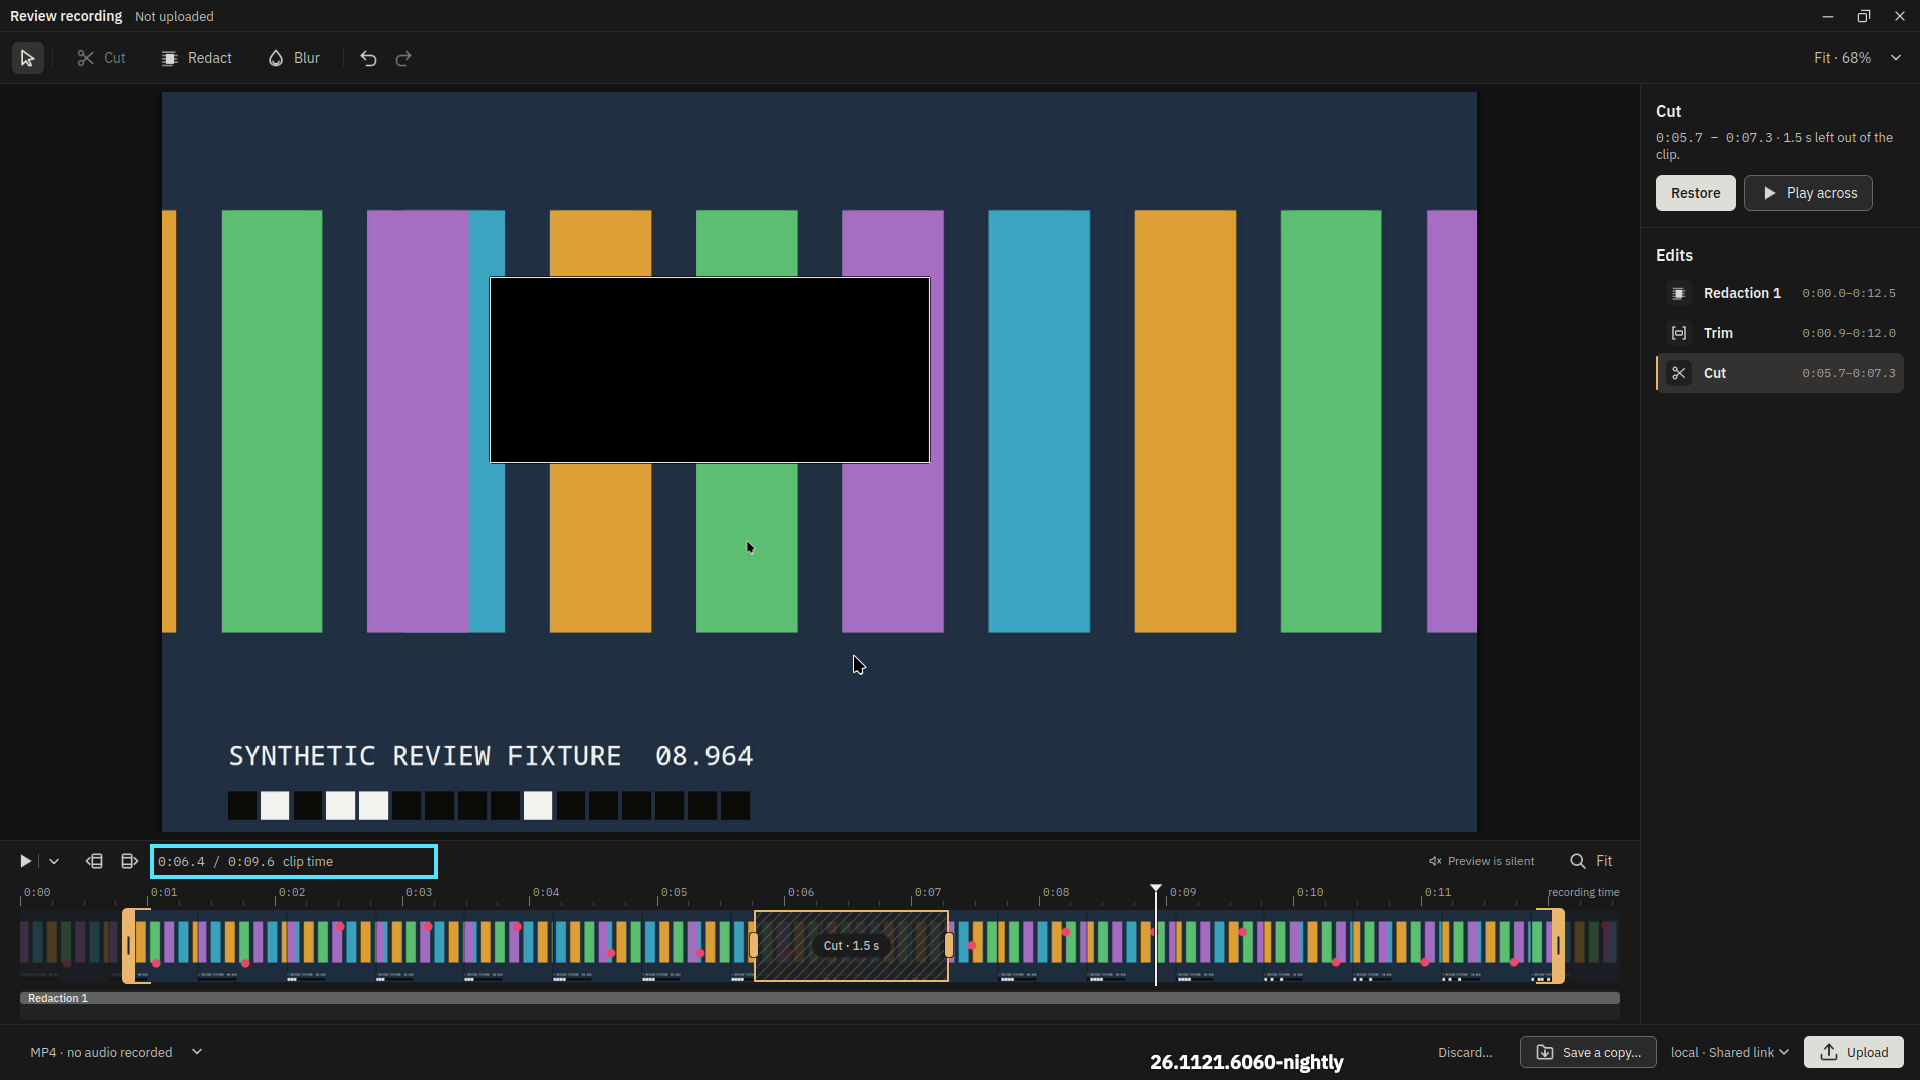 Review recording Not uploaded
Cut Redact Blur Fit · 68%
Cut
0:05.7 – 0:07.3 · 1.5 s left out of the
clip.
Restore Play across
Edits
Redaction 1 0:00.0–0:12.5
Trim 0:00.9–0:12.0
Cut 0:05.7–0:07.3
SYNTHETIC REVIEW FIXTURE 08.964
0:06.4 / 0:09.6 clip time Preview is silent Fit
0:00 0:01 0:02 0:03 0:04 0:05 0:06 0:07 0:08 0:09 0:10 0:11 recording time
Cut · 1.5 s
Redaction 1
MP4 · no audio recorded 26.1121.6060-nightly Discard... Save a copy... local · Shared link Upload